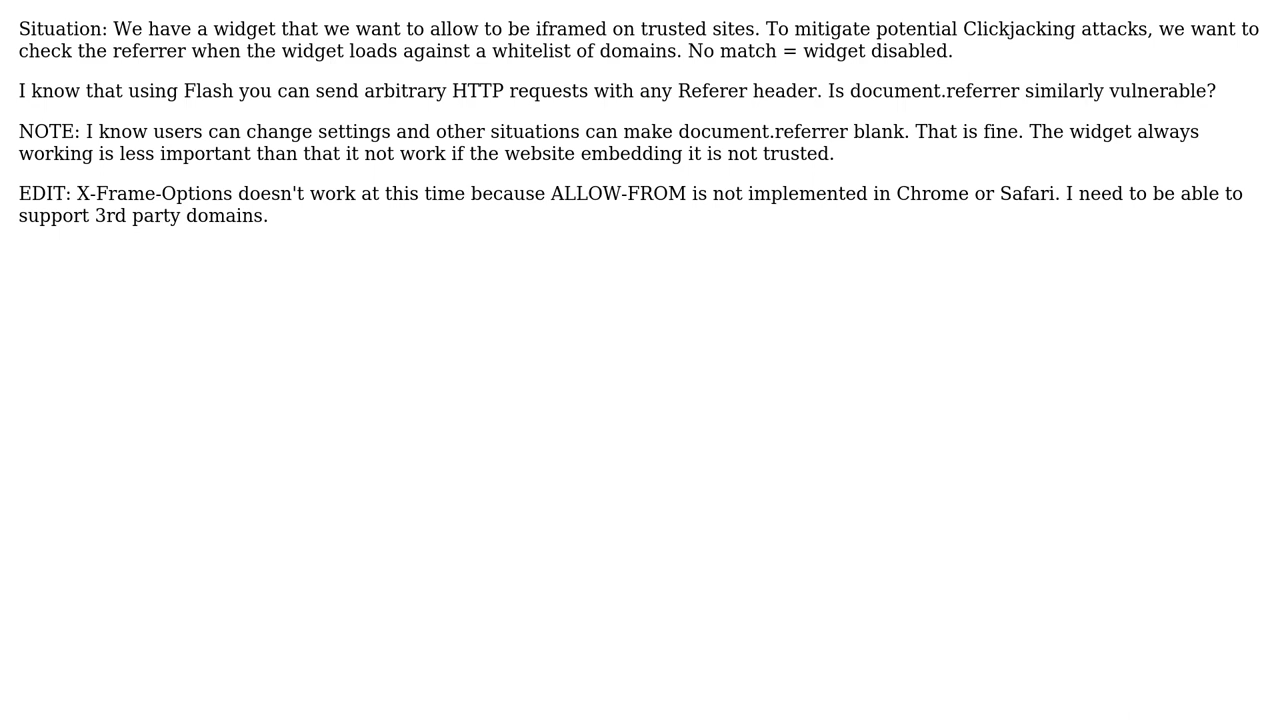 Situation: We have a widget that we want to allow to be iframed on trusted sites. To mitigate potential Clickjacking attacks, we want to
check the referrer when the widget loads against a whitelist of domains. No match = widget disabled.
I know that using Flash you can send arbitrary HTTP requests with any Referer header. Is document.referrer similarly vulnerable?
NOTE: I know users can change settings and other situations can make document.referrer blank. That is fine. The widget always
working is less important than that it not work if the website embedding it is not trusted.
EDIT: X-Frame-Options doesn't work at this time because ALLOW-FROM is not implemented in Chrome or Safari. I need to be able to
support 3rd party domains.